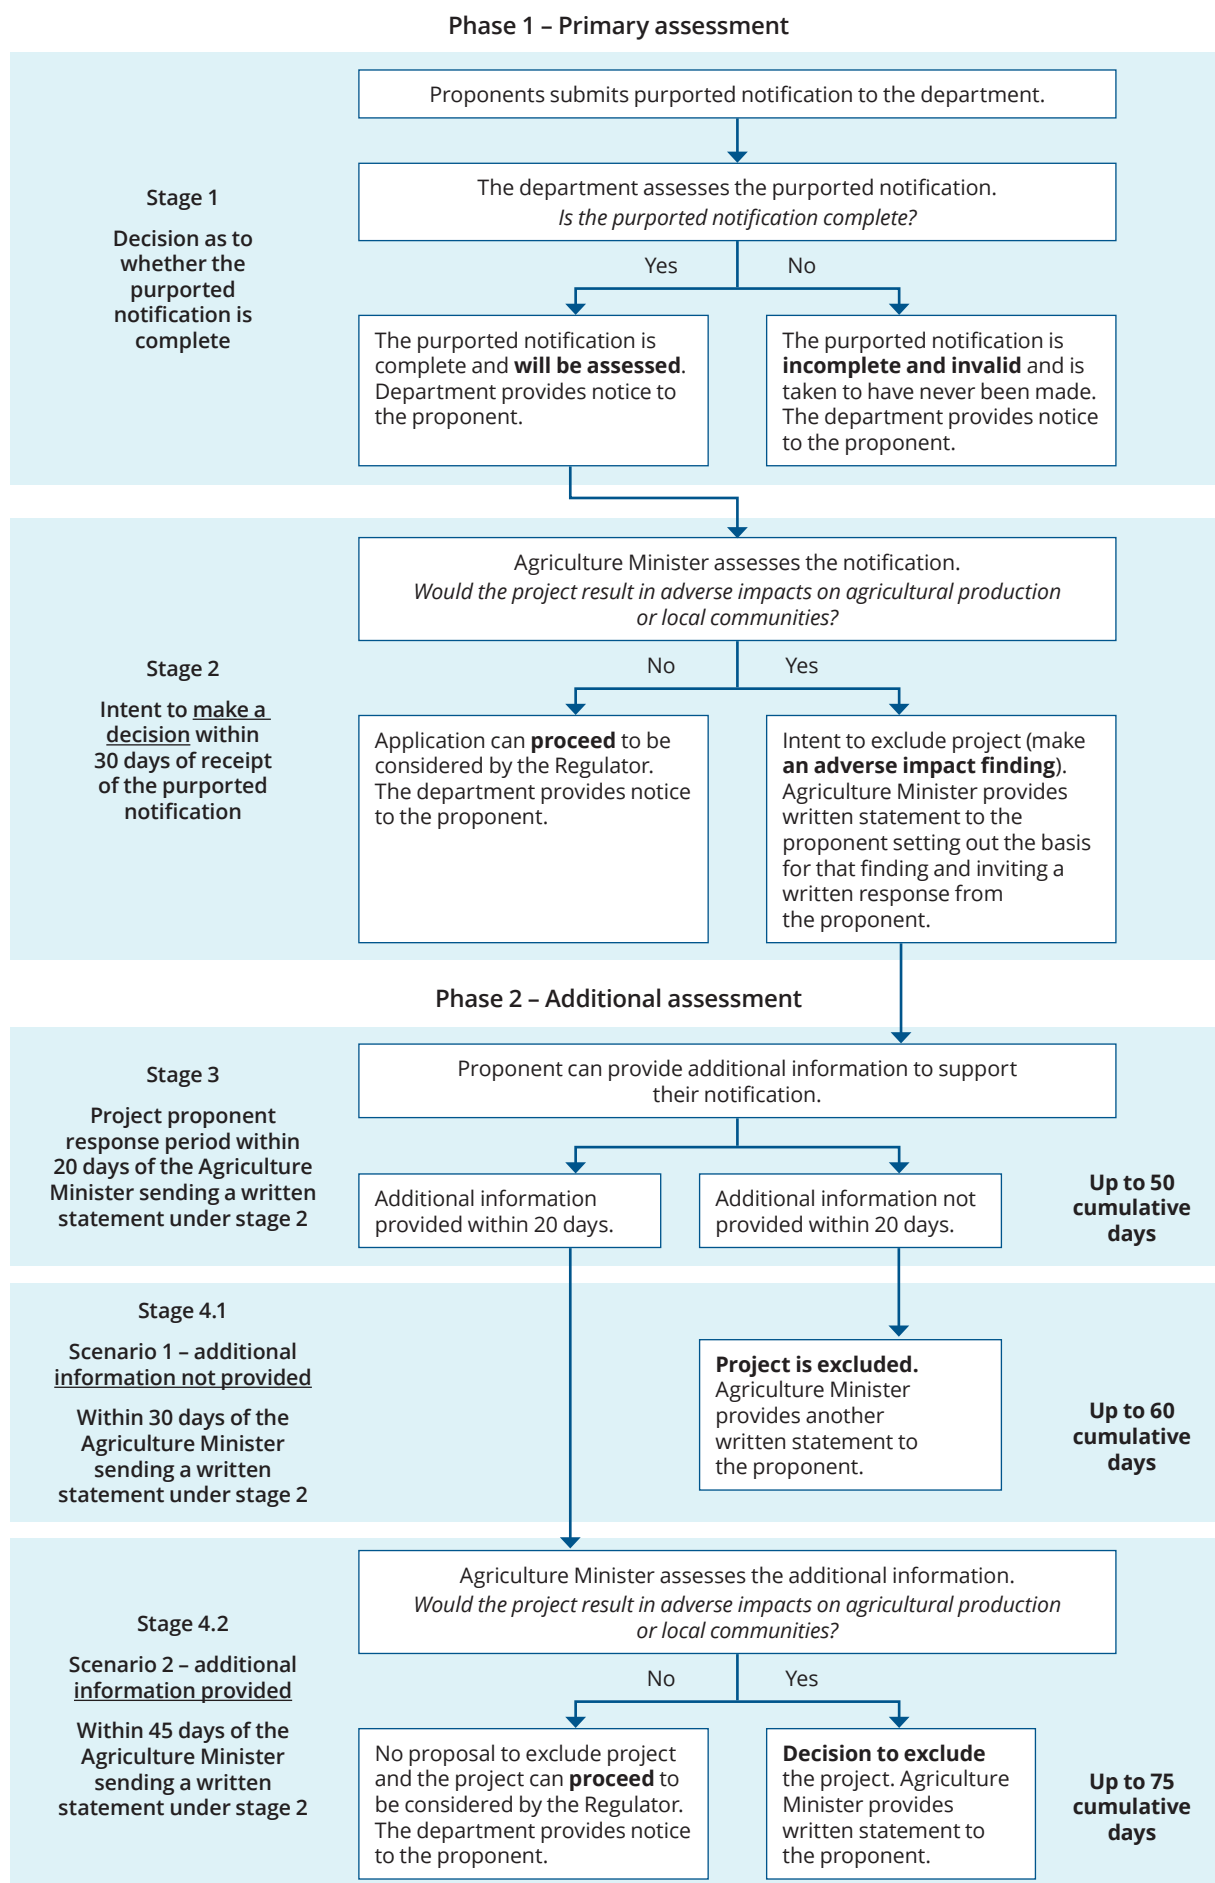 Phase 1 – Primary assessment
Proponents submits purported notification to the department.
Stage 1
Decision as to
whether the
purported
notification is
complete
The department assesses the purported notification.
Is the purported notification complete?
Yes
No
The purported notification is
complete and will be assessed.
Department provides notice to
the proponent.
The purported notification is
incomplete and invalid and is
taken to have never been made.
The department provides notice
to the proponent.
Stage 2
Intent to make a
decision within
30 days of receipt
of the purported
notification
Agriculture Minister assesses the notification.
Would the project result in adverse impacts on agricultural production
or local communities?
No
Yes
Application can proceed to be
considered by the Regulator.
The department provides notice
to the proponent.
Intent to exclude project (make
an adverse impact finding).
Agriculture Minister provides
written statement to the
proponent setting out the basis
for that finding and inviting a
written response from
the proponent.
Phase 2 – Additional assessment
Stage 3
Project proponent
response period within
20 days of the Agriculture
Minister sending a written
statement under stage 2
Proponent can provide additional information to support
their notification.
Additional information
provided within 20 days.
Additional information not
provided within 20 days.
Up to 50
cumulative
days
Stage 4.1
Scenario 1 – additional
information not provided
Within 30 days of the
Agriculture Minister
sending a written
statement under stage 2
Project is excluded.
Agriculture Minister
provides another
written statement to
the proponent.
Up to 60
cumulative
days
Stage 4.2
Scenario 2 – additional
information provided
Within 45 days of the
Agriculture Minister
sending a written
statement under stage 2
Agriculture Minister assesses the additional information.
Would the project result in adverse impacts on agricultural production
or local communities?
No
Yes
No proposal to exclude project
and the project can proceed to
be considered by the Regulator.
The department provides notice
to the proponent.
Decision to exclude
the project. Agriculture
Minister provides
written statement to
the proponent.
Up to 75
cumulative
days